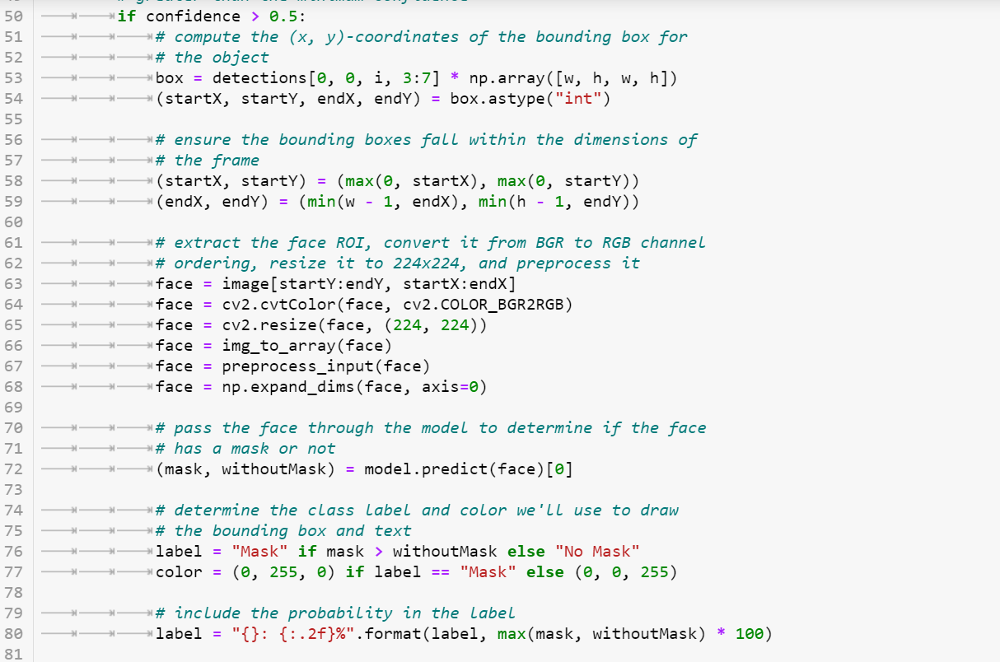 50 if confidence > 0.5:
51 # compute the (x, y)-coordinates of the bounding box for
52 # the object
53 box = detections[0, 0, i, 3:7] * np.array([w, h, w, h])
54 (startX, startY, endX, endY) = box.astype("int")
55
56 # ensure the bounding boxes fall within the dimensions of
57 # the frame
58 (startX, startY) = (max(0, startX), max(0, startY))
59 (endX, endY) = (min(w - 1, endX), min(h - 1, endY))
60
61 # extract the face ROI, convert it from BGR to RGB channel
62 # ordering, resize it to 224x224, and preprocess it
63 face = image[startY:endY, startX:endX]
64 face = cv2.cvtColor(face, cv2.COLOR_BGR2RGB)
65 face = cv2.resize(face, (224, 224))
66 face = img_to_array(face)
67 face = preprocess_input(face)
68 face = np.expand_dims(face, axis=0)
69
70 # pass the face through the model to determine if the face
71 # has a mask or not
72 (mask, withoutMask) = model.predict(face)[0]
73
74 # determine the class label and color we'll use to draw
75 # the bounding box and text
76 label = "Mask" if mask > withoutMask else "No Mask"
77 color = (0, 255, 0) if label == "Mask" else (0, 0, 255)
78
79 # include the probability in the label
80 label = "{}: {:.2f}%".format(label, max(mask, withoutMask) * 100)
81